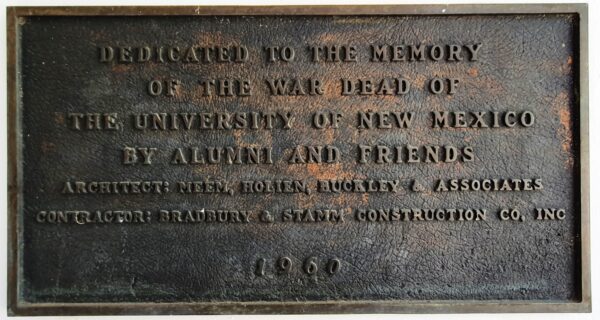 DEDICATED TO THE MEMORY
OF THE WAR DEAD OF
THE UNIVERSITY OF NEW MEXICO
BY ALUMNI AND FRIENDS
ARCHITECT: MEEM, HOLIEN, BUCKLEY & ASSOCIATES
CONTRACTOR: BRADBURY & STAMM CONSTRUCTION CO, INC
1960